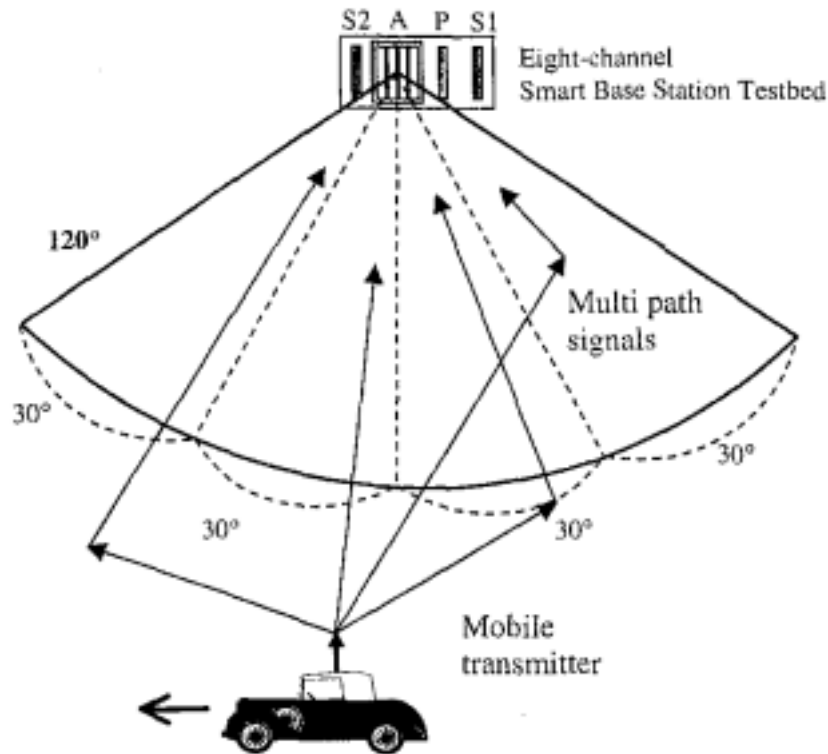 S2 A P S1
Eight-channel
Smart Base Station Testbed
120°
Multi path
signals
30°
30°
30°
30°
Mobile
transmitter